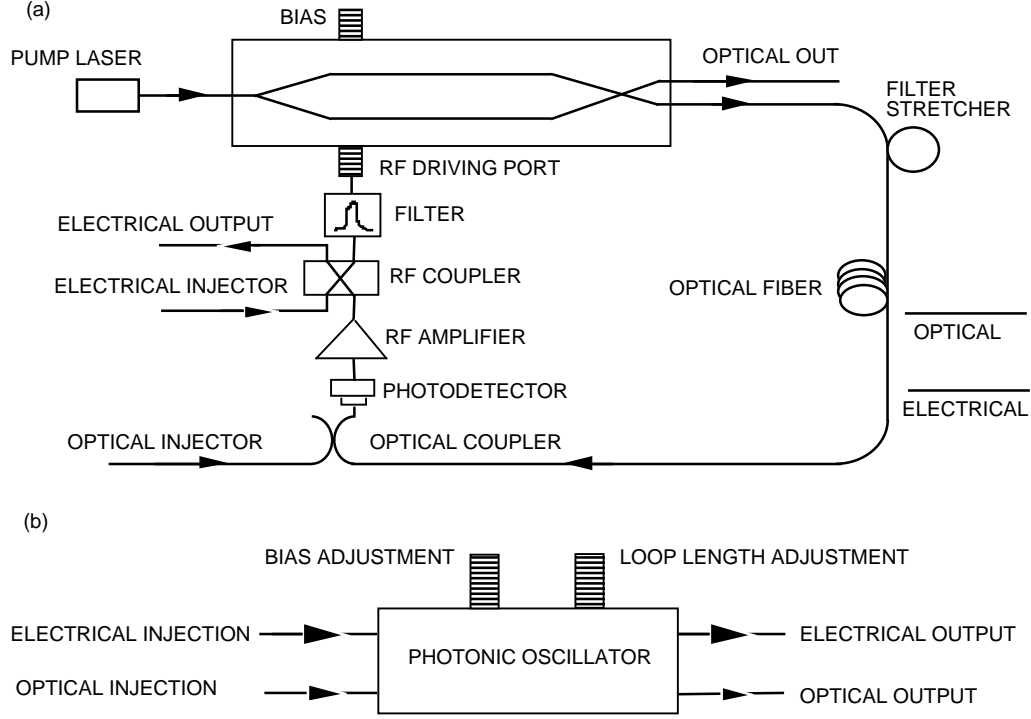 (a)
BIAS
PUMP LASER
OPTICAL OUT
FILTER
STRETCHER
RF DRIVING PORT
FILTER
ELECTRICAL OUTPUT
RF COUPLER
ELECTRICAL INJECTOR
OPTICAL FIBER
RF AMPLIFIER
OPTICAL
PHOTODETECTOR
ELECTRICAL
OPTICAL INJECTOR
OPTICAL COUPLER
(b)
BIAS ADJUSTMENT
LOOP LENGTH ADJUSTMENT
ELECTRICAL INJECTION
ELECTRICAL OUTPUT
PHOTONIC OSCILLATOR
OPTICAL INJECTION
OPTICAL OUTPUT